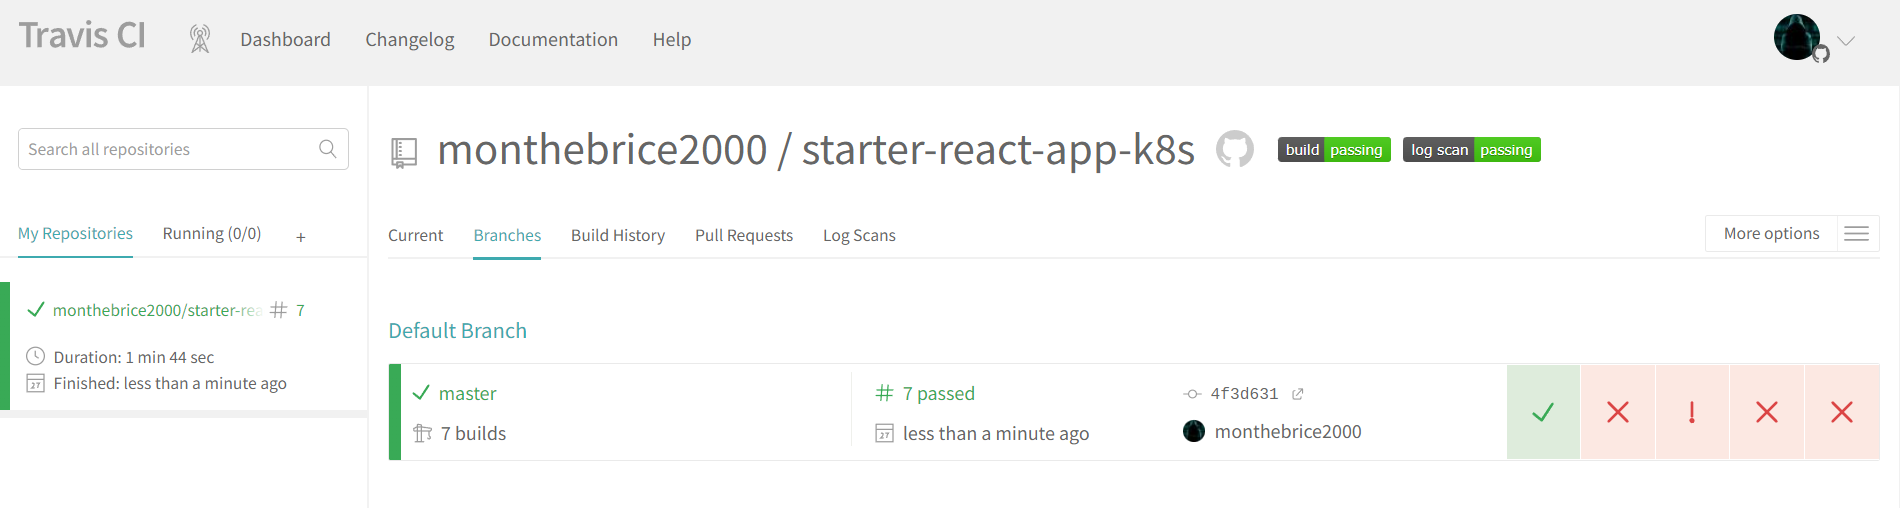 Travis CI
Dashboard Changelog Documentation Help
Search all repositories
My Repositories Running (0/0) +
monthebrice2000/starter-rea # 7
Duration: 1 min 44 sec
Finished: less than a minute ago
monthebrice2000 / starter-react-app-k8s build passing log scan passing
Current Branches Build History Pull Requests Log Scans More options
Default Branch
master # 7 passed 4f3d631
7 builds 27 less than a minute ago monthebrice2000